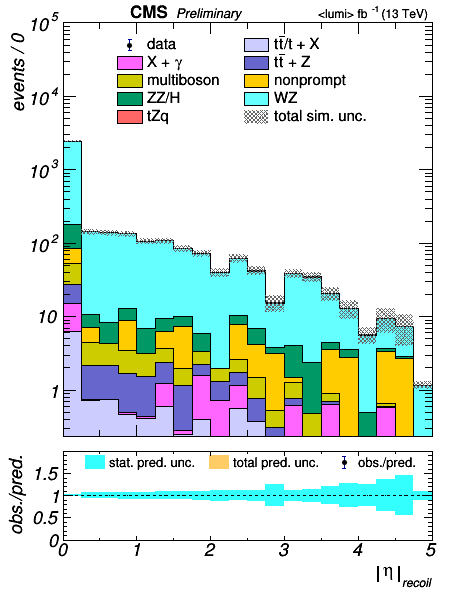 CMS Preliminary <lumi> fb⁻¹ (13 TeV)
events / 0
10⁵
10⁴
10³
10²
10
1
data
tt̄/t + X
X + γ
tt̄ + Z
multiboson
nonprompt
ZZ/H
WZ
tZq
total sim. unc.
obs./pred.
1.5
1
0.5
0
stat. pred. unc. total pred. unc. obs./pred.
0 1 2 3 4 5
|η|recoil